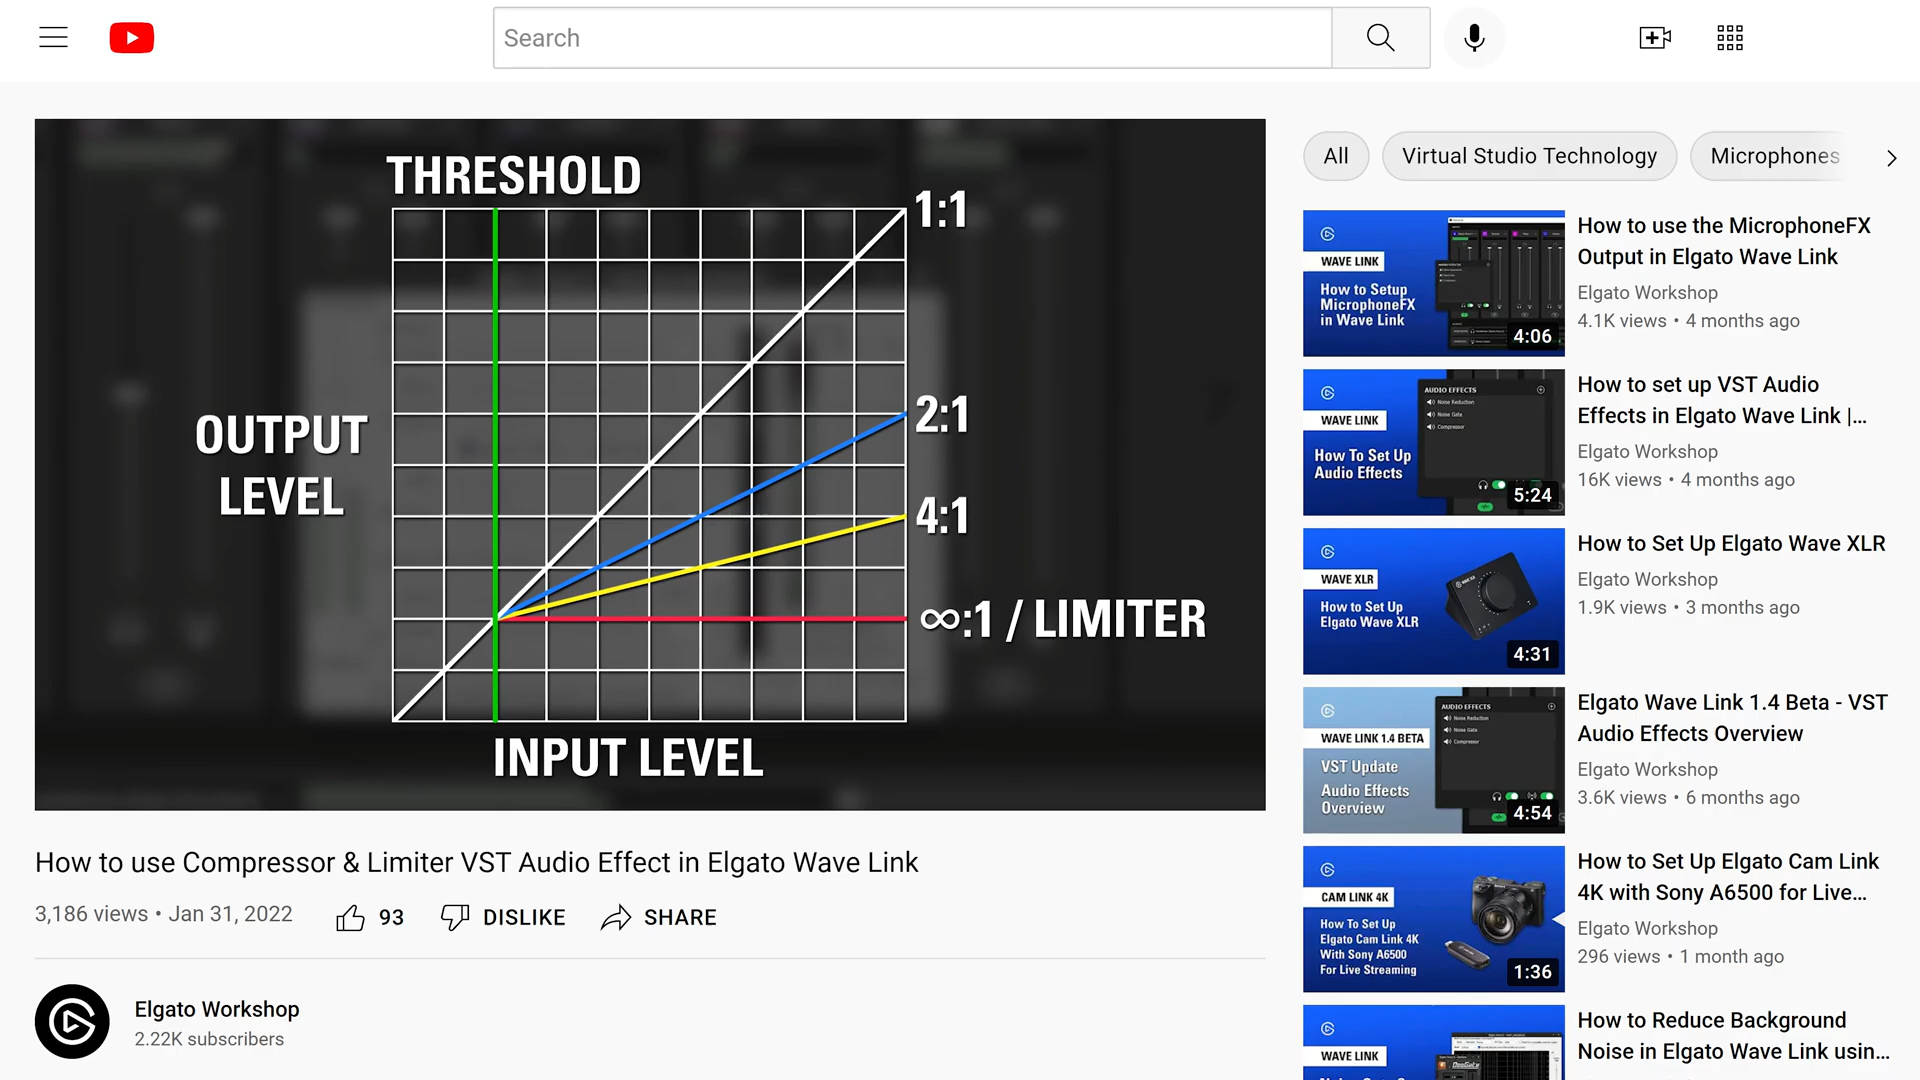 Search
THRESHOLD
1:1
2:1
OUTPUT
LEVEL
4:1
∞:1 / LIMITER
INPUT LEVEL
How to use Compressor & Limiter VST Audio Effect in Elgato Wave Link
3,186 views • Jan 31, 2022
93
DISLIKE
SHARE
Elgato Workshop
2.22K subscribers
All
Virtual Studio Technology
Microphones
WAVE LINK
How to Setup
MicrophoneFX
in Wave Link
4:06
How to use the MicrophoneFX
Output in Elgato Wave Link
Elgato Workshop
4.1K views • 4 months ago
WAVE LINK
How To Set Up
Audio Effects
AUDIO EFFECTS
Noise Reduction
Noise Gate
Compressor
5:24
How to set up VST Audio
Effects in Elgato Wave Link |...
Elgato Workshop
16K views • 4 months ago
WAVE XLR
How to Set Up
Elgato Wave XLR
4:31
How to Set Up Elgato Wave XLR
Elgato Workshop
1.9K views • 3 months ago
WAVE LINK 1.4 BETA
VST Update
Audio Effects
Overview
AUDIO EFFECTS
Noise Reduction
Noise Gate
Compressor
4:54
Elgato Wave Link 1.4 Beta - VST
Audio Effects Overview
Elgato Workshop
3.6K views • 6 months ago
CAM LINK 4K
How To Set Up
Elgato Cam Link 4K
With Sony A6500
For Live Streaming
1:36
How to Set Up Elgato Cam Link
4K with Sony A6500 for Live...
Elgato Workshop
296 views • 1 month ago
WAVE LINK
How to Reduce Background
Noise in Elgato Wave Link usin...